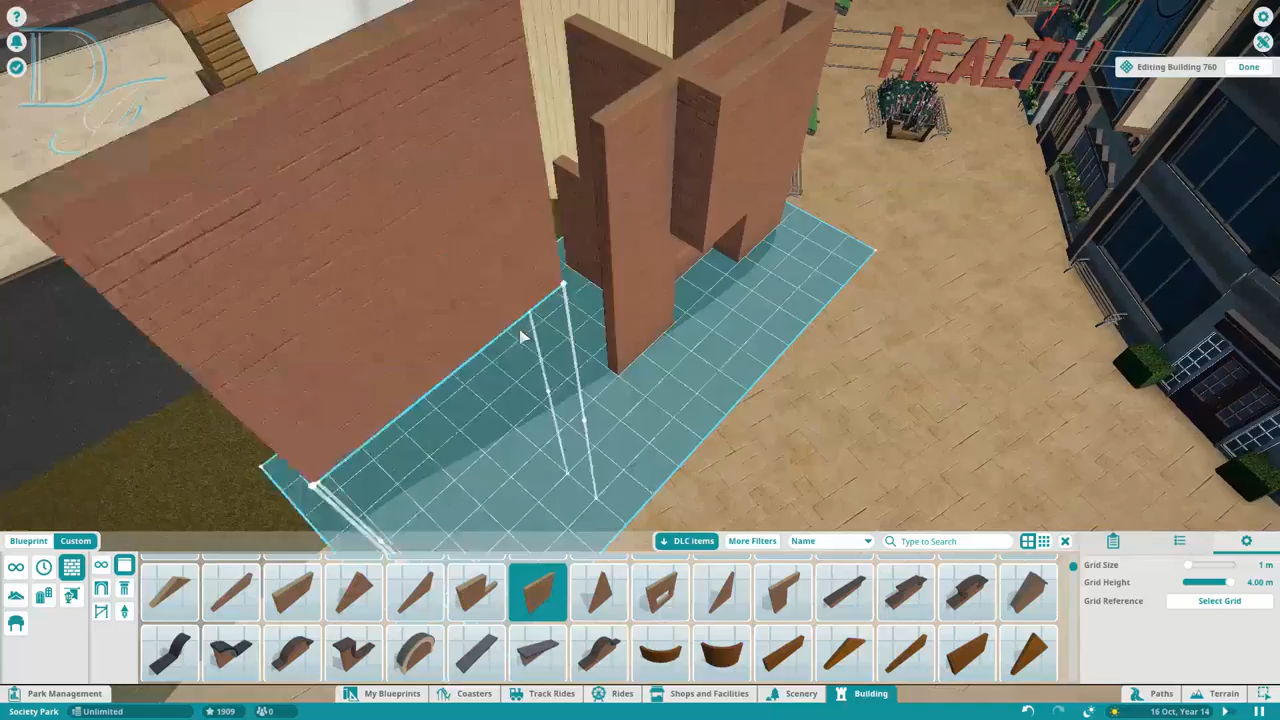 HEALTH
Editing Building 760 Done
Blueprint Custom DLC items More Filters Name Type to Search
Grid Size 1 m
Grid Height 4.00 m
Grid Reference Select Grid
Park Management My Blueprints Coasters Track Rides Rides Shops and Facilities Scenery Building Paths Terrain
Society Park Unlimited 1909 0 16 Oct, Year 14